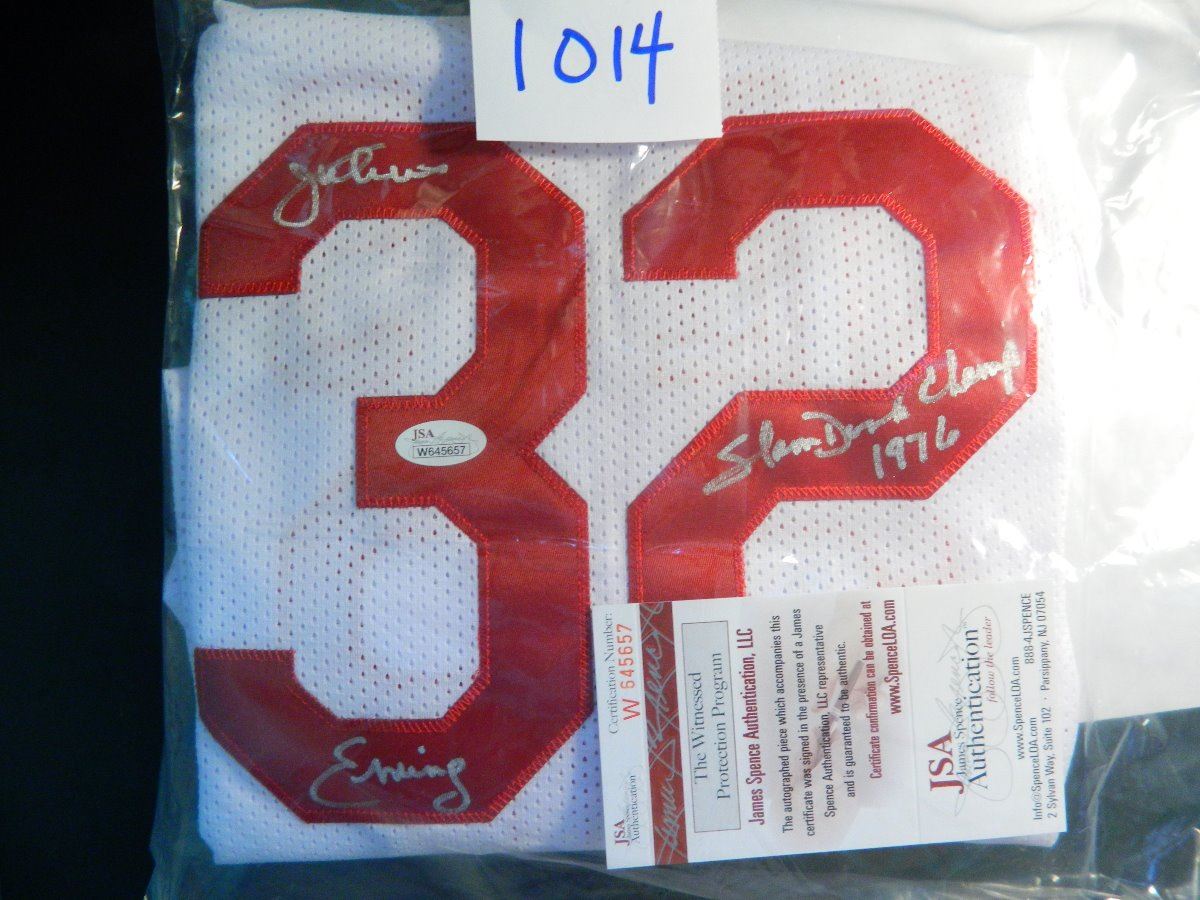 1014
32
Julius
Slam Dunk Champ
1976
JSA
W645657
Erving
Certification Number:
W 645657
JSA
Authentication
The Witnessed
Protection Program
James Spence Authentication, LLC
The autographed piece which accompanies this
certificate was signed in the presence of a James
Spence Authentication, LLC representative
and is guaranteed to be authentic.
Certificate confirmation can be obtained at
www.SpenceLOA.com
JSA
James Spence
Authentication
follow the leader
www.SpenceLOA.com
Info@SpenceLOA.com 888-4JSPENCE
2 Sylvan Way, Suite 102 · Parsippany, NJ 07054